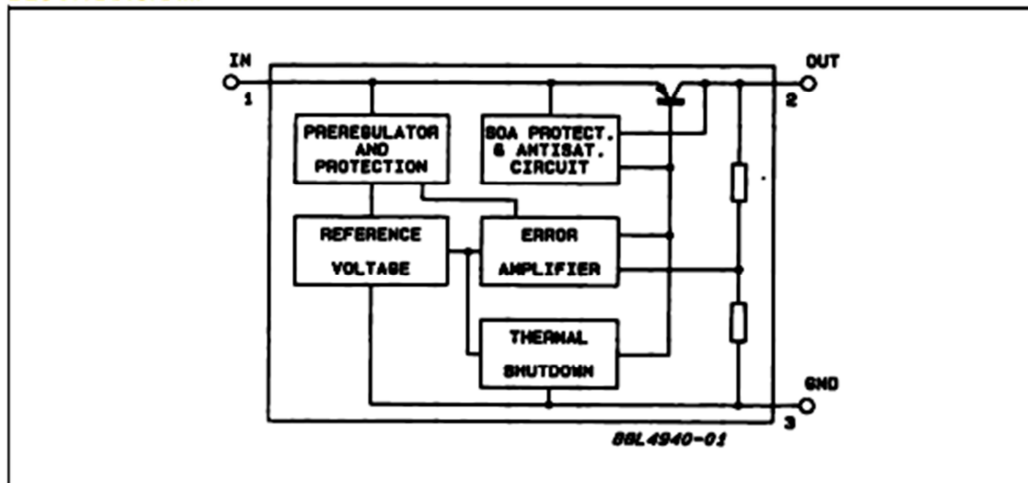 IN
OUT
1
2
PREREGULATOR
AND
PROTECTION
SOA PROTECT.
& ANTISAT.
CIRCUIT
REFERENCE
VOLTAGE
ERROR
AMPLIFIER
THERMAL
SHUTDOWN
GND
3
88L4940-01